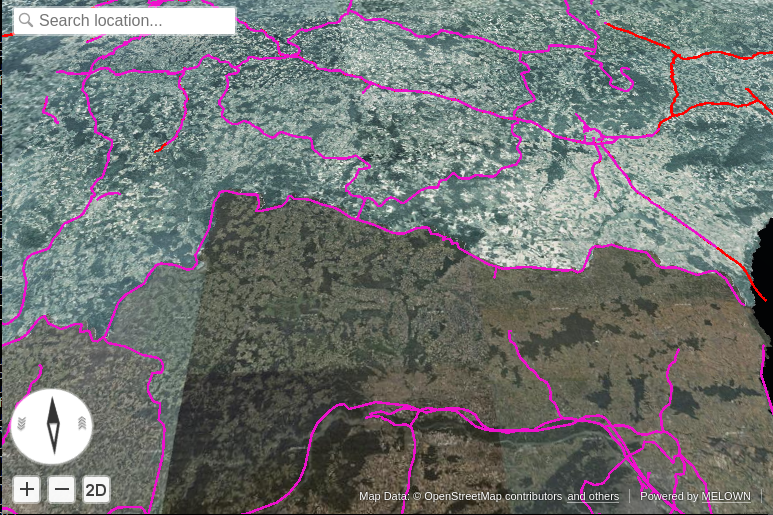 Search location...
+ − 2D
Map Data: © OpenStreetMap contributors and others | Powered by MELOWN |